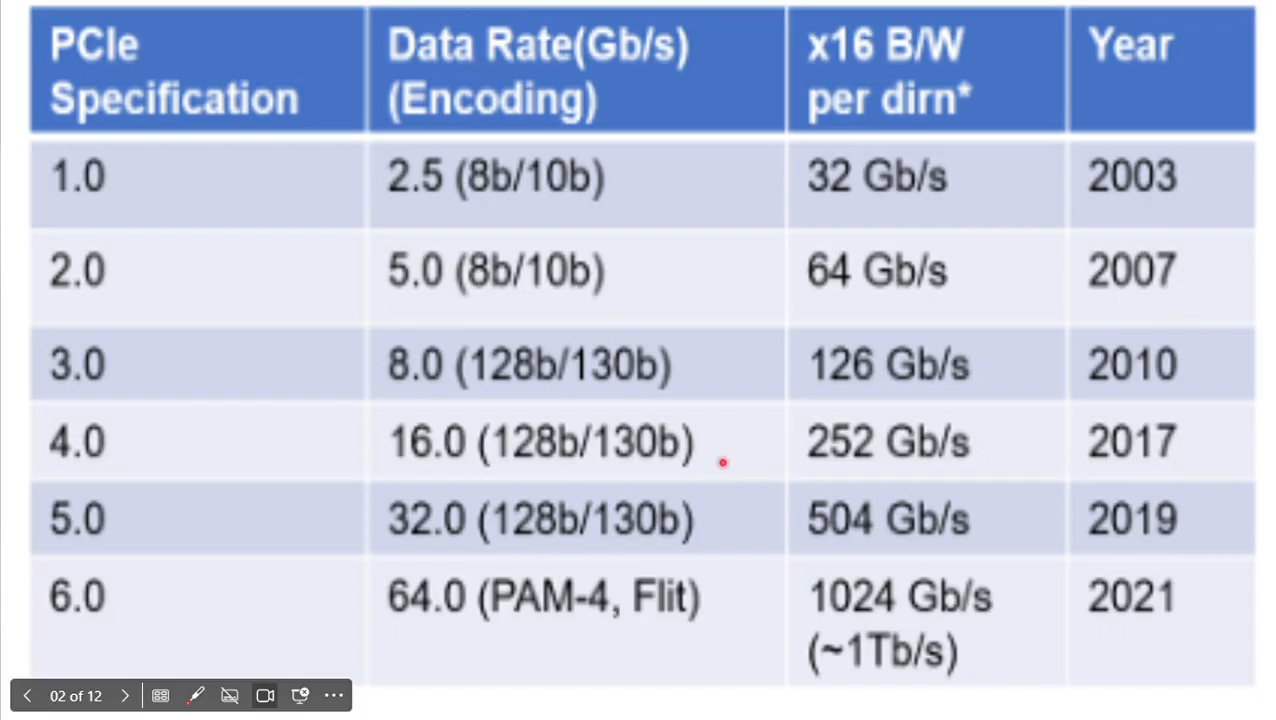 PCIe Specification | Data Rate(Gb/s) (Encoding) | x16 B/W per dirn* | Year
1.0 | 2.5 (8b/10b) | 32 Gb/s | 2003
2.0 | 5.0 (8b/10b) | 64 Gb/s | 2007
3.0 | 8.0 (128b/130b) | 126 Gb/s | 2010
4.0 | 16.0 (128b/130b) | 252 Gb/s | 2017
5.0 | 32.0 (128b/130b) | 504 Gb/s | 2019
6.0 | 64.0 (PAM-4, Flit) | 1024 Gb/s (~1Tb/s) | 2021
02 of 12